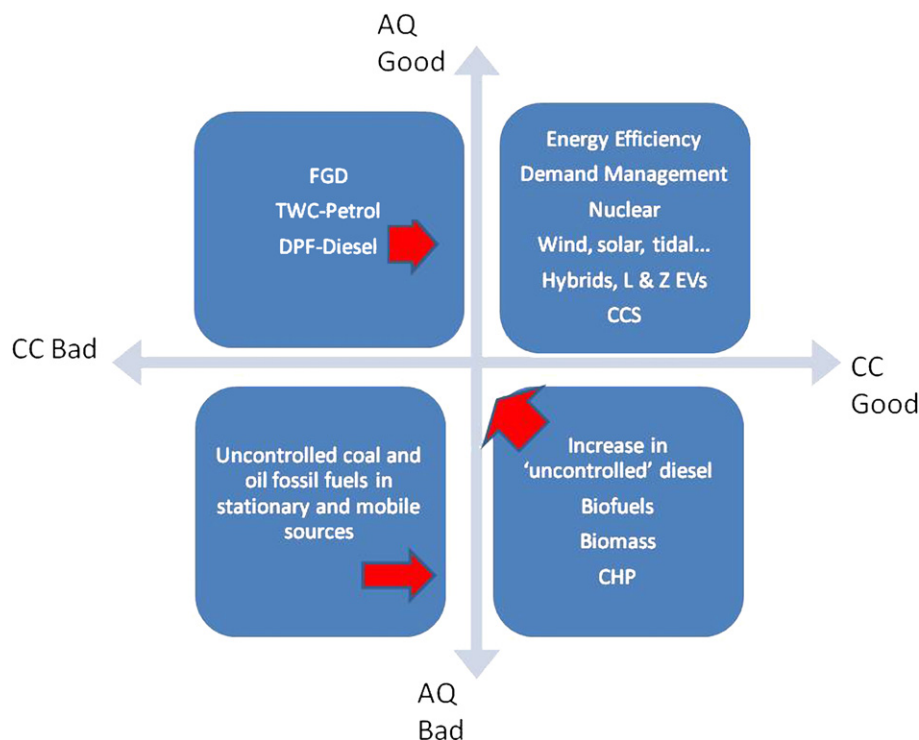 AQ
Good
FGD
TWC-Petrol
DPF-Diesel
Energy Efficiency
Demand Management
Nuclear
Wind, solar, tidal...
Hybrids, L & Z EVs
CCS
CC Bad
CC
Good
Uncontrolled coal and
oil fossil fuels in
stationary and mobile
sources
Increase in
‘uncontrolled’ diesel
Biofuels
Biomass
CHP
AQ
Bad